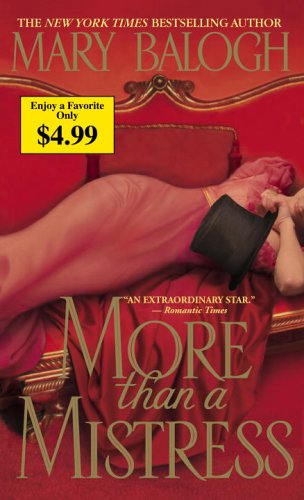 THE NEW YORK TIMES BESTSELLING AUTHOR
MARY BALOGH
Enjoy a Favorite
Only
$4.99
"AN EXTRAORDINARY STAR."
— Romantic Times
MORE
than a
MISTRESS